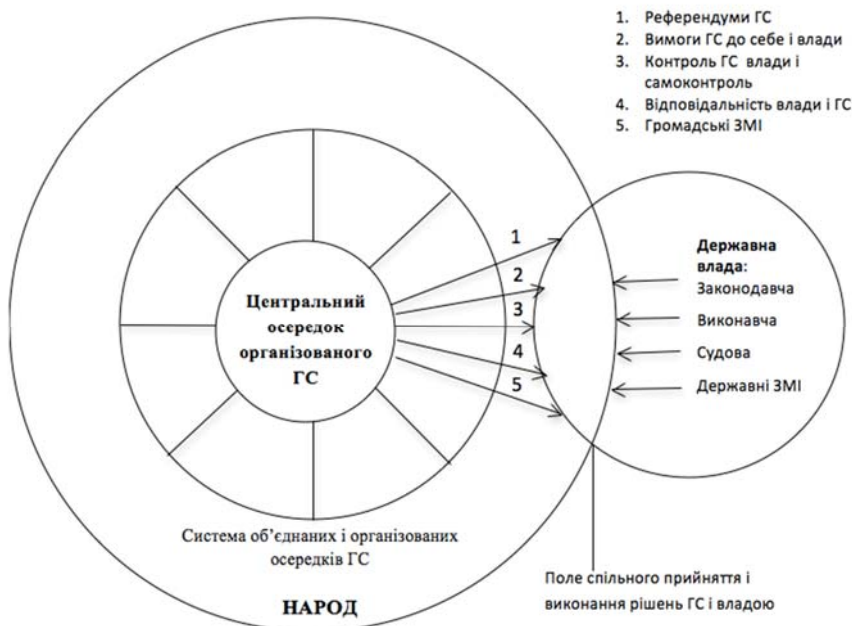 1. Референдуми ГС
2. Вимоги ГС до себе і влади
3. Контроль ГС влади і
самоконтроль
4. Відповідальність влади і ГС
5. Громадські ЗМІ
1
2
3
4
5
Центральний
осередок
організованого
ГС
Державна
влада:
Законодавча
Виконавча
Судова
Державні ЗМІ
Система об’єднаних і організованих
осередків ГС
НАРОД
Поле спільного прийняття і
виконання рішень ГС і владою